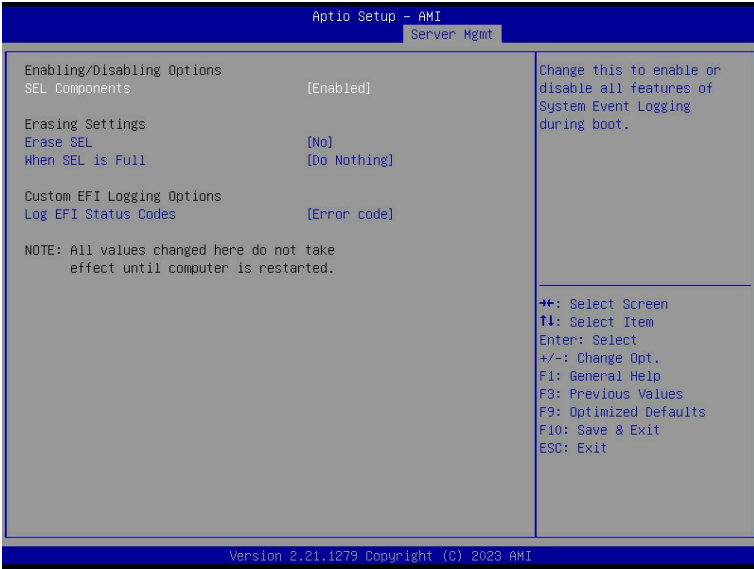 Aptio Setup – AMI
Server Mgmt
Enabling/Disabling Options
SEL Components [Enabled]
Erasing Settings
Erase SEL [No]
When SEL is Full [Do Nothing]
Custom EFI Logging Options
Log EFI Status Codes [Error code]
NOTE: All values changed here do not take
effect until computer is restarted.
Change this to enable or
disable all features of
System Event Logging
during boot.
→←: Select Screen
↑↓: Select Item
Enter: Select
+/-: Change Opt.
F1: General Help
F3: Previous Values
F9: Optimized Defaults
F10: Save & Exit
ESC: Exit
Version 2.21.1279 Copyright (C) 2023 AMI